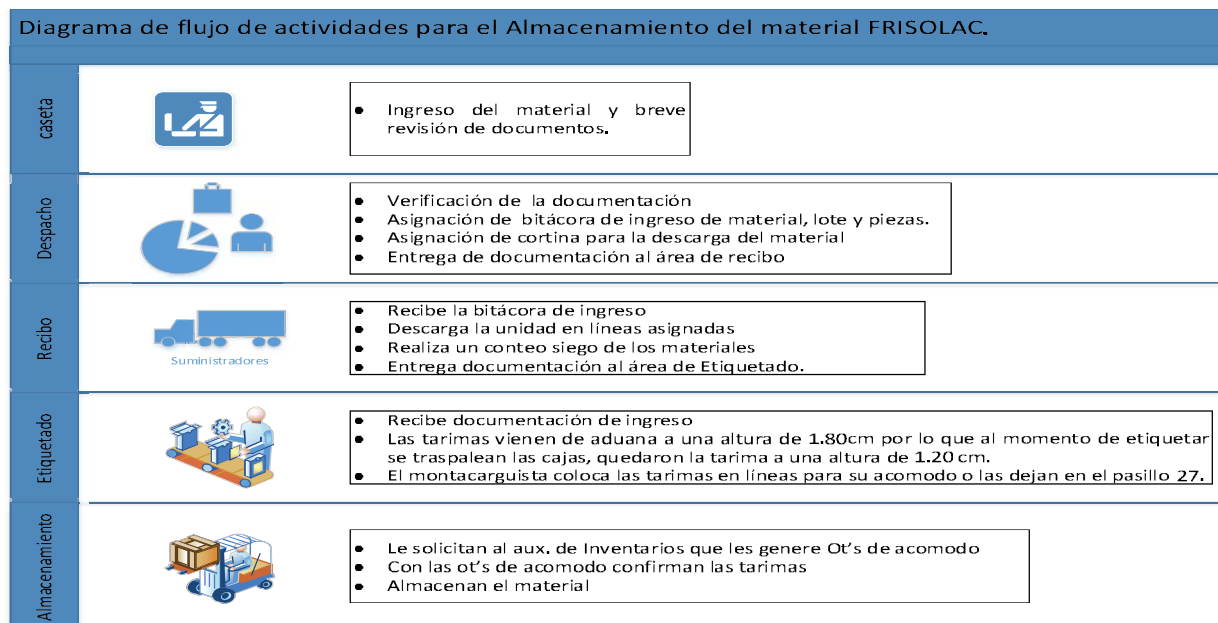 Diagrama de flujo de actividades para el Almacenamiento del material FRISOLAC.
caseta
● Ingreso del material y breve
revisión de documentos.
Despacho
● Verificación de la documentación
● Asignación de bitácora de ingreso de material, lote y piezas.
● Asignación de cortina para la descarga del material
● Entrega de documentación al área de recibo
Recibo
Suministradores
● Recibe la bitácora de ingreso
● Descarga la unidad en líneas asignadas
● Realiza un conteo siego de los materiales
● Entrega documentación al área de Etiquetado.
Etiquetado
● Recibe documentación de ingreso
● Las tarimas vienen de aduana a una altura de 1.80cm por lo que al momento de etiquetar
se traspalean las cajas, quedaron la tarima a una altura de 1.20 cm.
● El montacarguista coloca las tarimas en líneas para su acomodo o las dejan en el pasillo 27.
Almacenamiento
● Le solicitan al aux. de Inventarios que les genere Ot's de acomodo
● Con las ot's de acomodo confirman las tarimas
● Almacenan el material